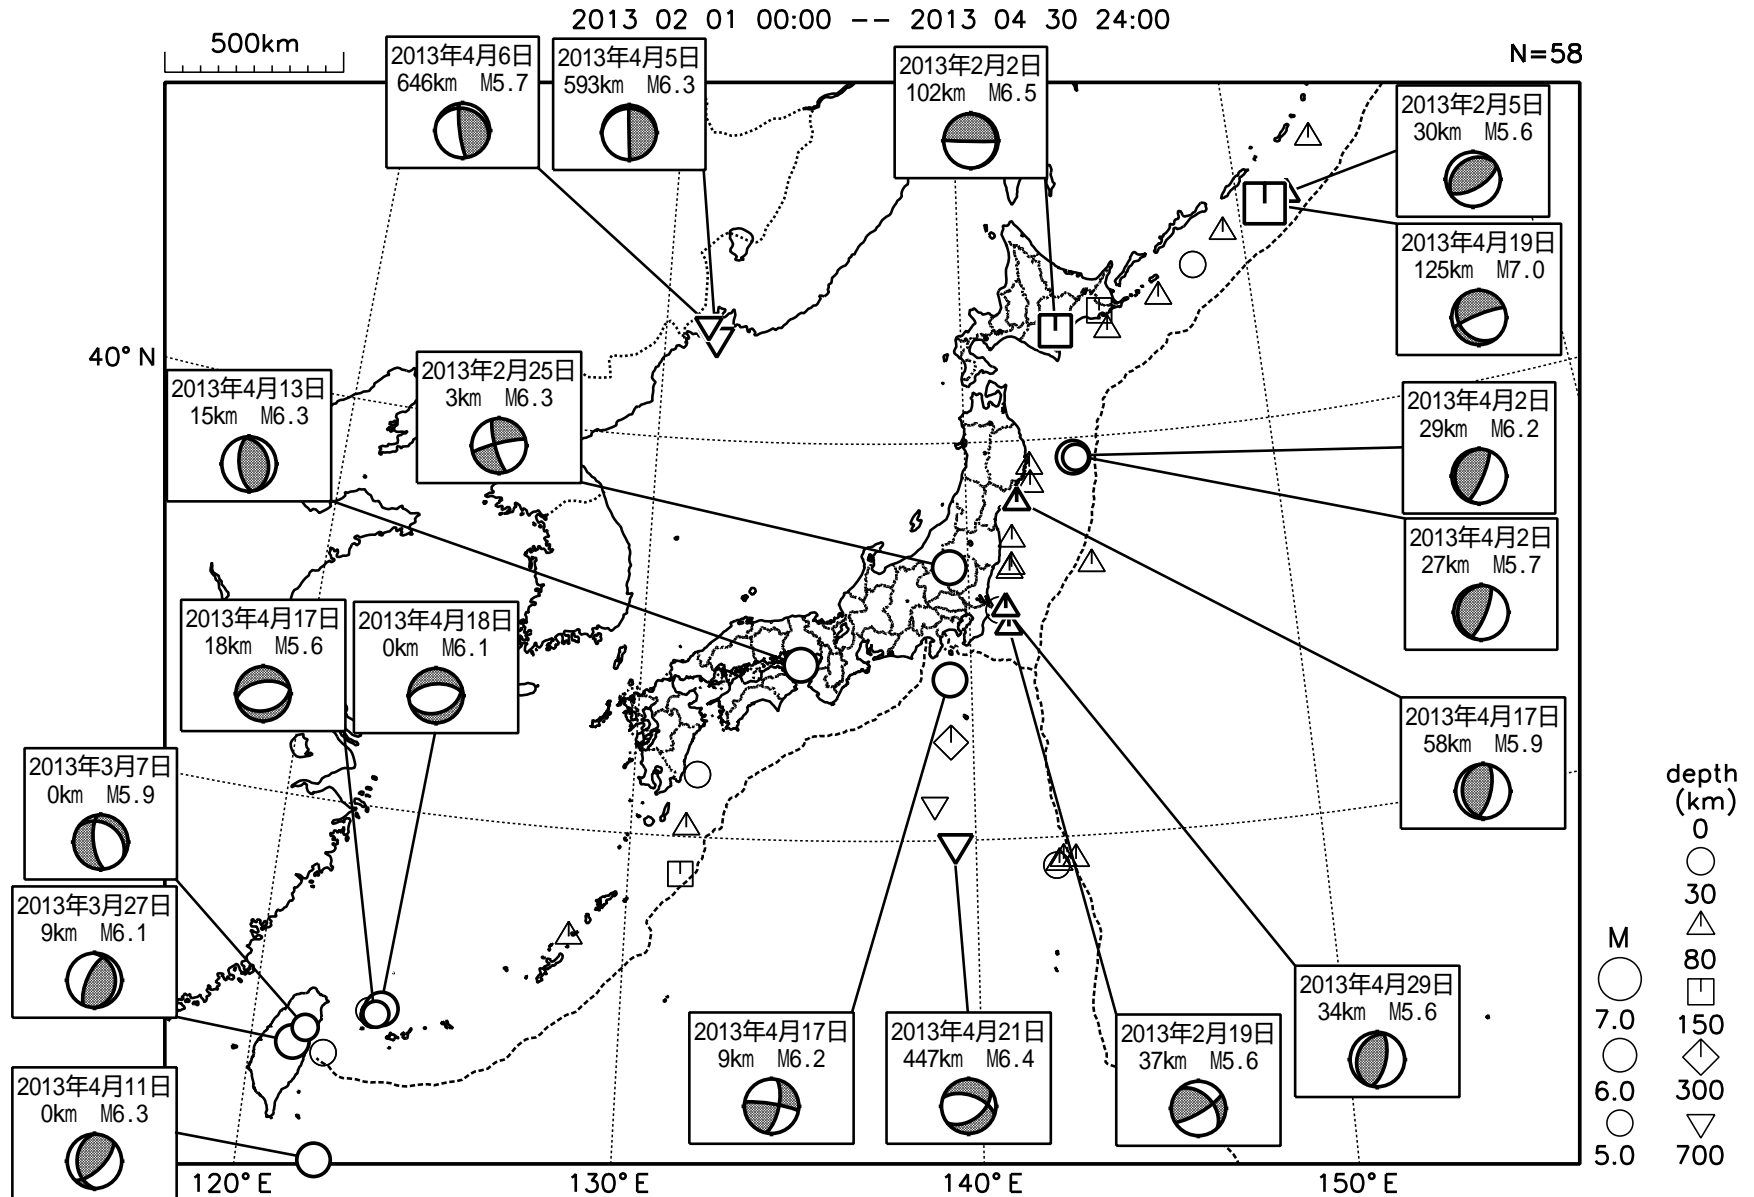 2013 02 01 00:00 -- 2013 04 30 24:00
500km
N=58
2013年4月6日
646km M5.7
2013年4月5日
593km M6.3
2013年2月2日
102km M6.5
2013年2月5日
30km M5.6
2013年4月19日
125km M7.0
40°N
2013年4月13日
15km M6.3
2013年2月25日
3km M6.3
2013年4月2日
29km M6.2
2013年4月2日
27km M5.7
2013年4月17日
18km M5.6
2013年4月18日
0km M6.1
2013年4月17日
58km M5.9
2013年3月7日
0km M5.9
2013年3月27日
9km M6.1
2013年4月11日
0km M6.3
2013年4月17日
9km M6.2
2013年4月21日
447km M6.4
2013年2月19日
37km M5.6
2013年4月29日
34km M5.6
depth
(km)
0
30
80
150
300
700
M
7.0
6.0
5.0
120°E
130°E
140°E
150°E